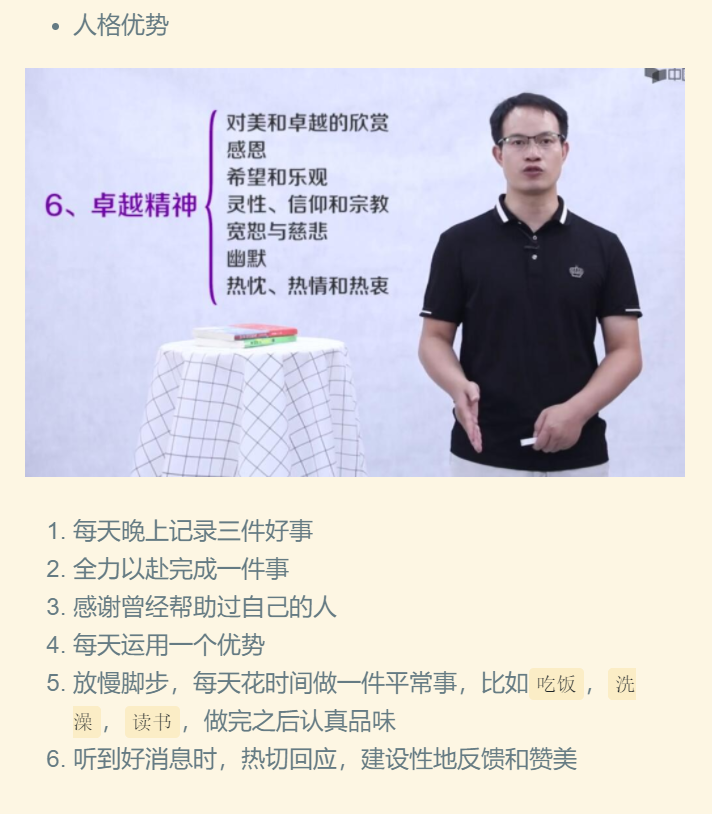 • 人格优势
6、卓越精神
对美和卓越的欣赏
感恩
希望和乐观
灵性、信仰和宗教
宽恕与慈悲
幽默
热忱、热情和热衷
1. 每天晚上记录三件好事
2. 全力以赴完成一件事
3. 感谢曾经帮助过自己的人
4. 每天运用一个优势
5. 放慢脚步，每天花时间做一件平常事，比如 吃饭 ， 洗
澡 ， 读书 ，做完之后认真品味
6. 听到好消息时，热切回应，建设性地反馈和赞美